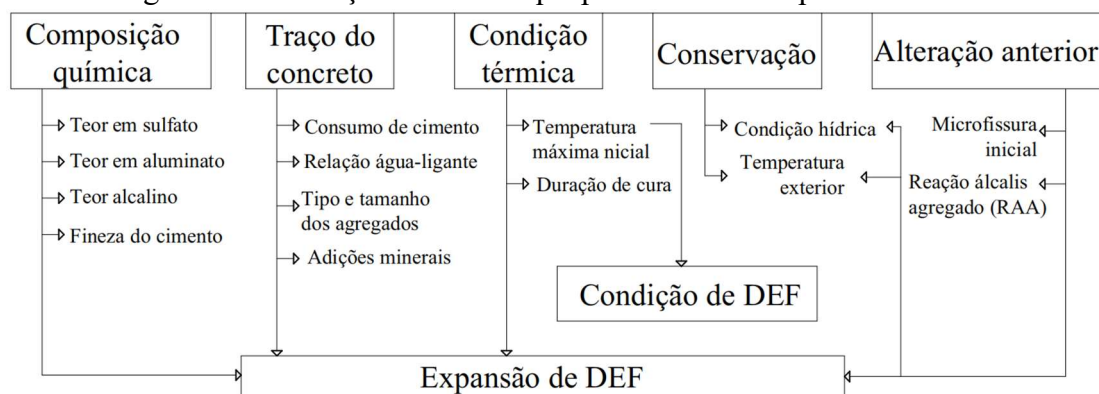 Composição
química
Traço do
concreto
Condição
térmica
Conservação
Alteração anterior
Teor em sulfato
Teor em aluminato
Teor alcalino
Fineza do cimento
Consumo de cimento
Relação água-ligante
Tipo e tamanho
dos agregados
Adições minerais
Temperatura
máxima nicial
Duração de cura
Condição hídrica
Temperatura
exterior
Microfissura
inicial
Reação álcalis
agregado (RAA)
Condição de DEF
Expansão de DEF